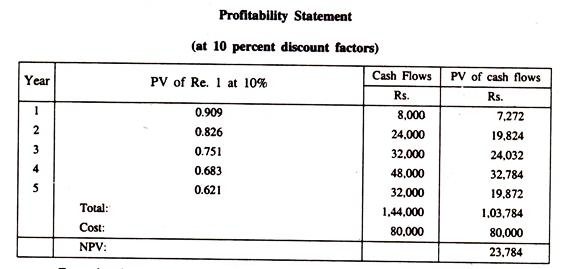 Profitability Statement
(at 10 percent discount factors)
Year PV of Re. 1 at 10% Cash Flows PV of cash flows
Rs. Rs.
1 0.909 8,000 7,272
2 0.826 24,000 19,824
3 0.751 32,000 24,032
4 0.683 48,000 32,784
5 0.621 32,000 19,872
Total: 1,44,000 1,03,784
Cost: 80,000 80,000
NPV: 23,784